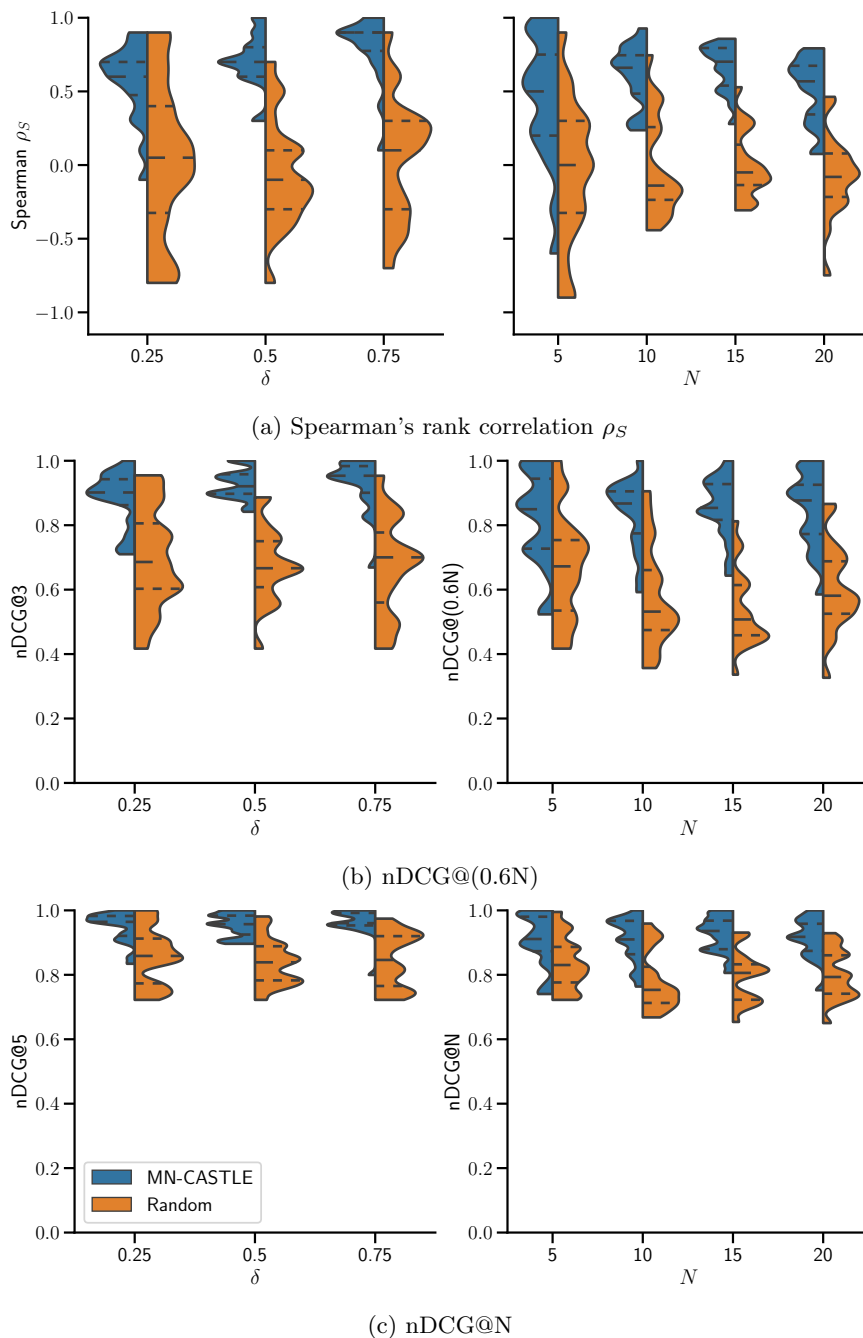 1.0
0.5
0.0
−0.5
−1.0
Spearman ρS
0.25 0.5 0.75
δ
5 10 15 20
N
(a) Spearman's rank correlation ρS
1.0
0.8
0.6
0.4
0.2
0.0
nDCG@3
0.25 0.5 0.75
δ
1.0
0.8
0.6
0.4
0.2
0.0
nDCG@(0.6N)
5 10 15 20
N
(b) nDCG@(0.6N)
1.0
0.8
0.6
0.4
0.2
0.0
nDCG@5
MN-CASTLE
Random
0.25 0.5 0.75
δ
1.0
0.8
0.6
0.4
0.2
0.0
nDCG@N
5 10 15 20
N
(c) nDCG@N